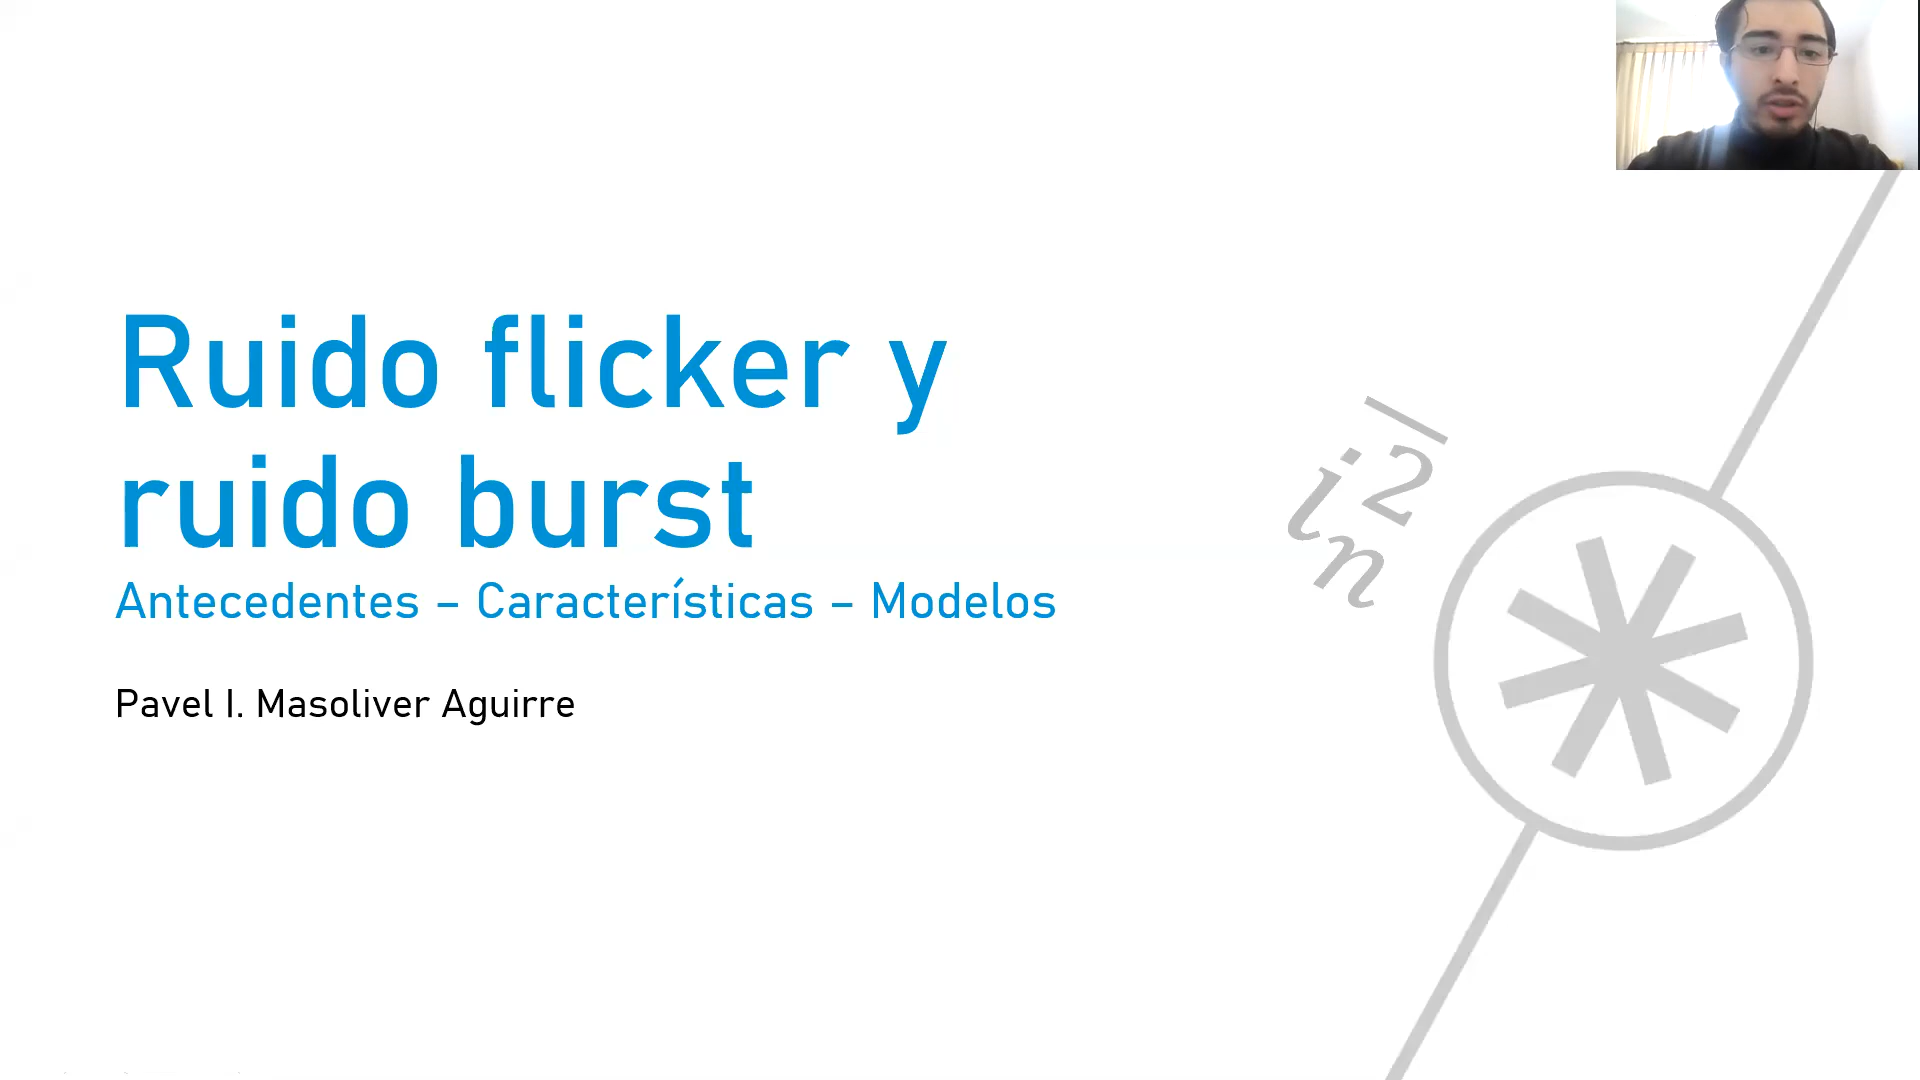 Ruido flicker y
ruido burst
Antecedentes – Características – Modelos
Pavel I. Masoliver Aguirre
i_n^2